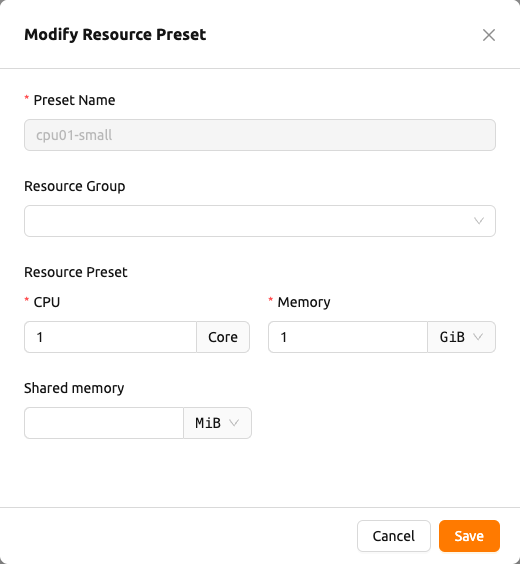 Modify Resource Preset
* Preset Name
cpu01-small
Resource Group
Resource Preset
* CPU
* Memory
1 Core
1 GiB
Shared memory
MiB
Cancel Save